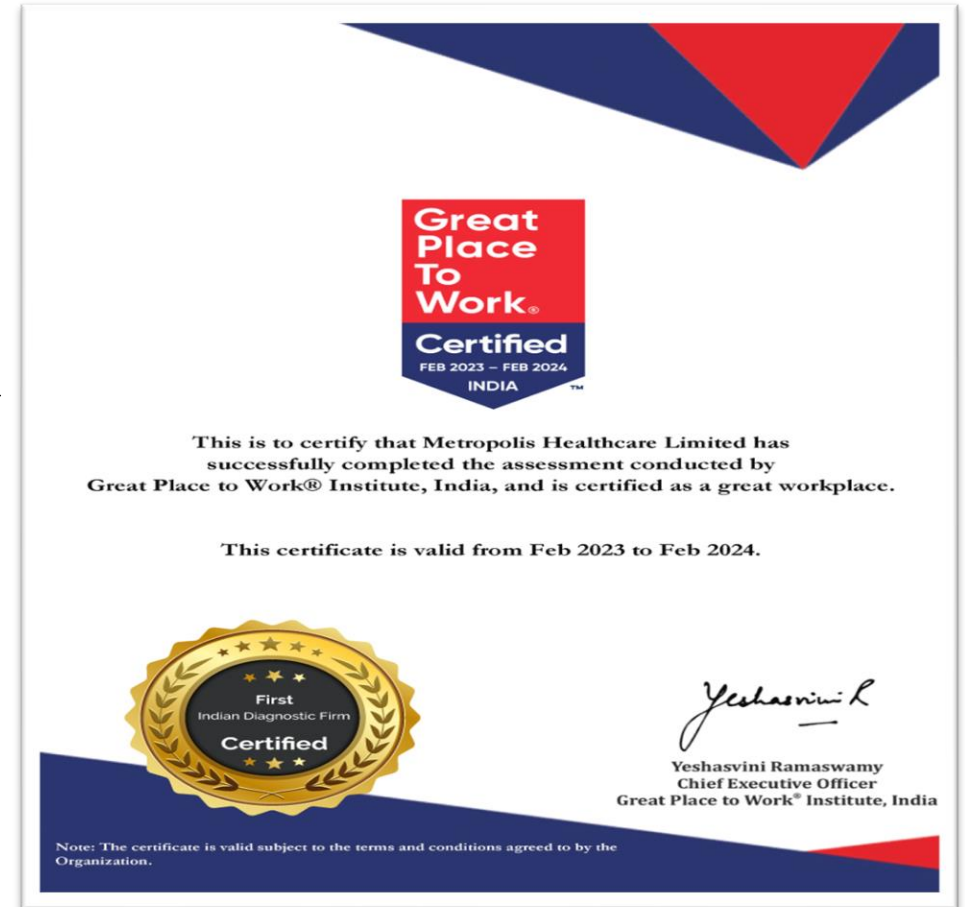 Great
Place
To
Work®
Certified
FEB 2023 – FEB 2024
INDIA
™
This is to certify that Metropolis Healthcare Limited has
successfully completed the assessment conducted by
Great Place to Work® Institute, India, and is certified as a great workplace.
This certificate is valid from Feb 2023 to Feb 2024.
First
Indian Diagnostic Firm
Certified
Yeshasvini R
Yeshasvini Ramaswamy
Chief Executive Officer
Great Place to Work® Institute, India
Note: The certificate is valid subject to the terms and conditions agreed to by the
Organization.